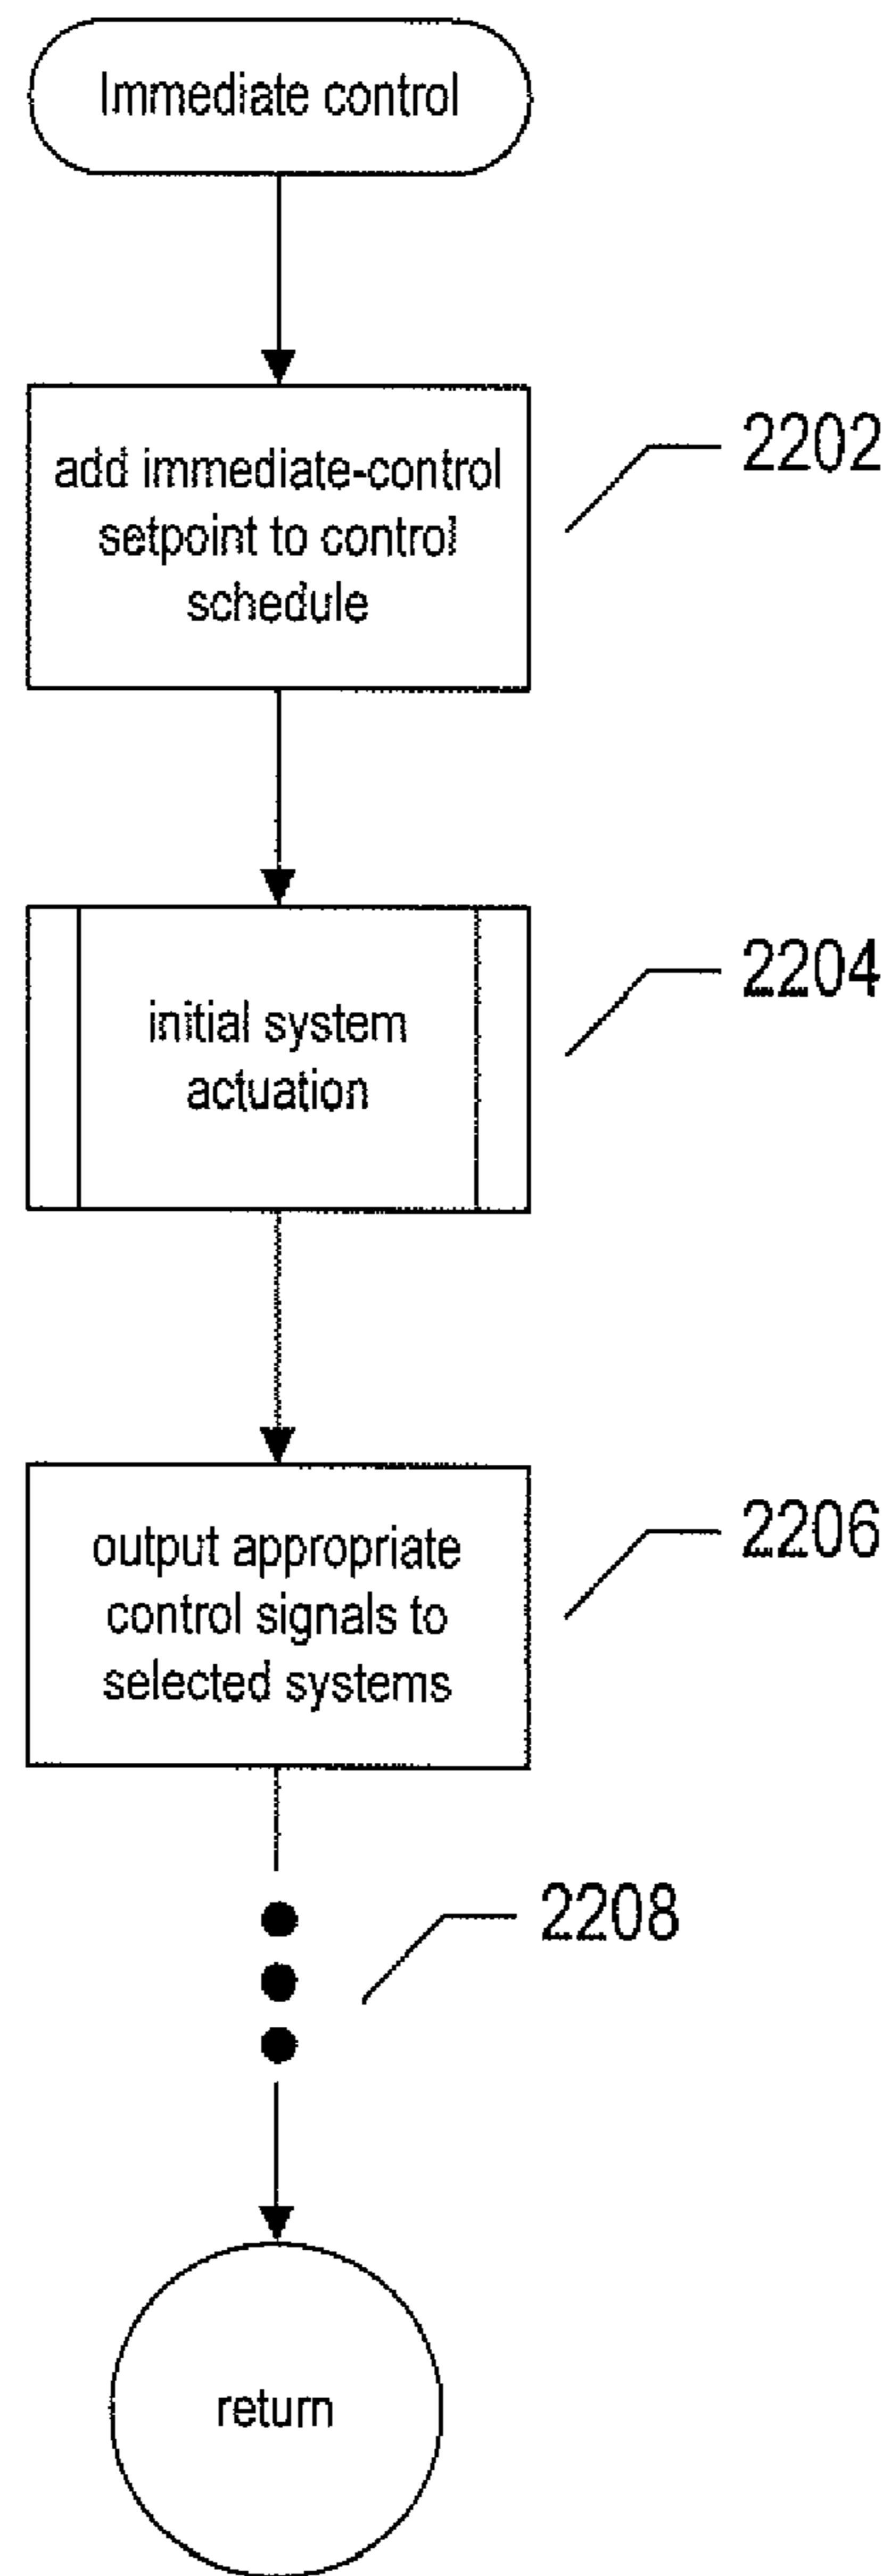 Immediate control
add immediate-control
setpoint to control
schedule
2202
initial system
actuation
2204
output appropriate
control signals to
selected systems
2206
2208
return